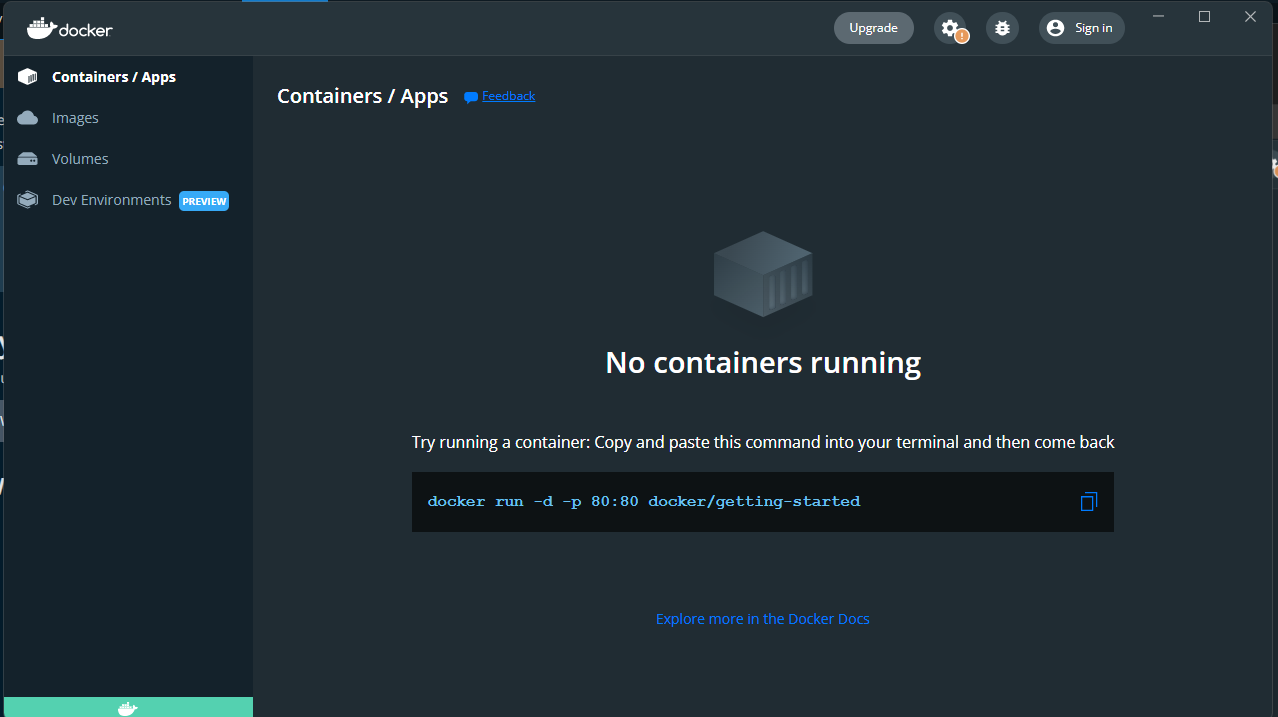 docker
Upgrade
!
Sign in
Containers / Apps
Images
Volumes
Dev Environments PREVIEW
Containers / Apps Feedback
No containers running
Try running a container: Copy and paste this command into your terminal and then come back
docker run -d -p 80:80 docker/getting-started
Explore more in the Docker Docs